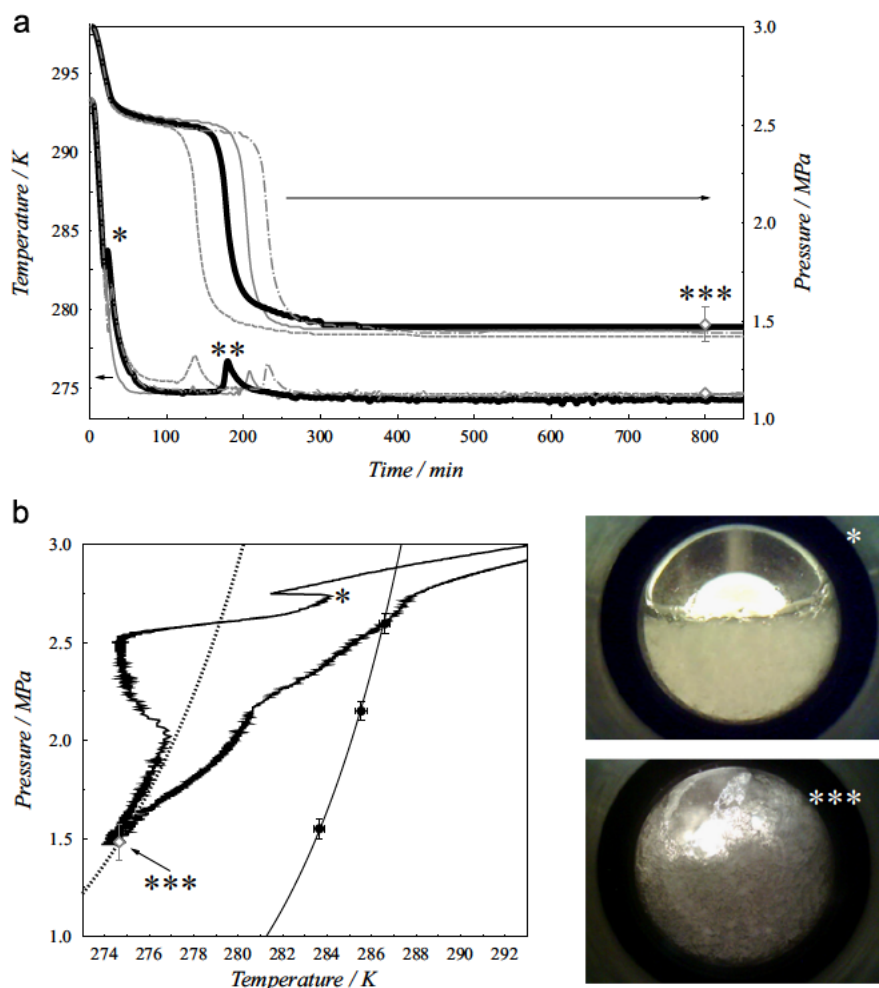 a
3.0
295
Temperature / K
290
2.5
285
*
2.0
Pressure / MPa
279
***
**
1.5
275
1.0
0 100 200 300 400 500 600 700 800
Time / min
b
3.0
*
2.5
*
Pressure / MPa
2.0
1.5
***
***
1.0
274 276 278 280 282 284 286 288 290 292
Temperature / K